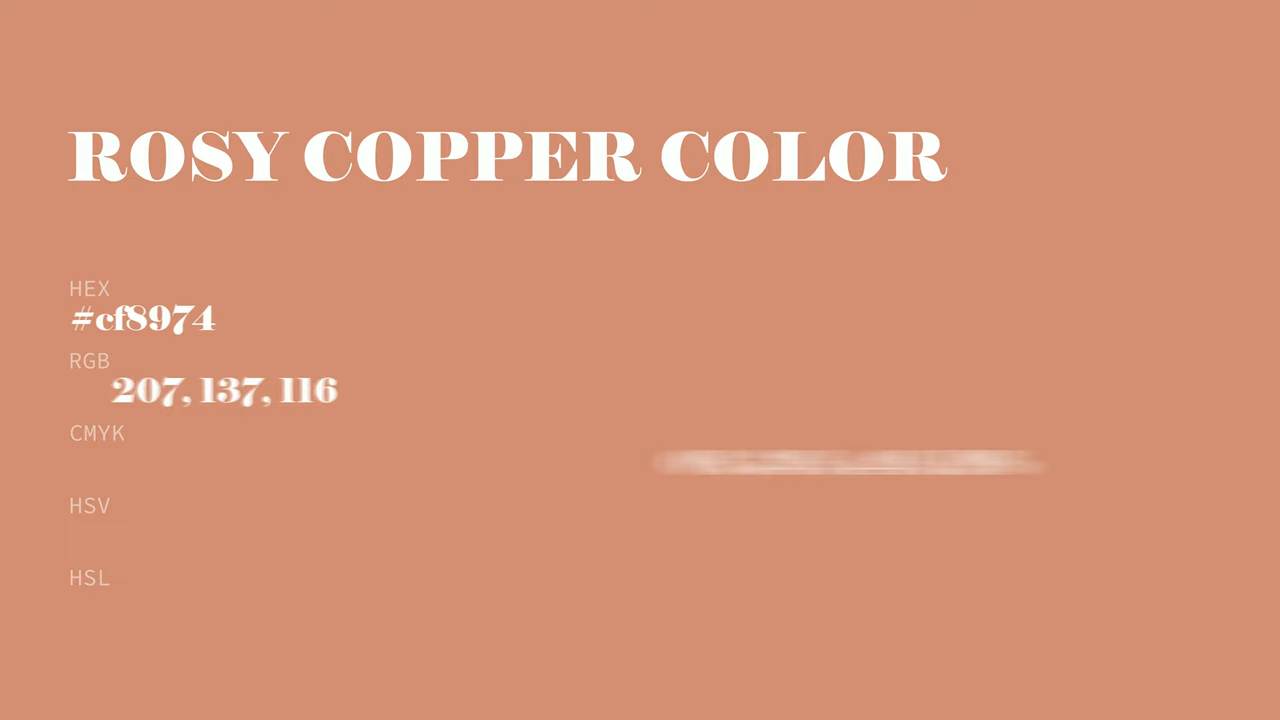 ROSY COPPER COLOR
HEX
#cf8974
RGB
207, 137, 116
CMYK
HSV
HSL